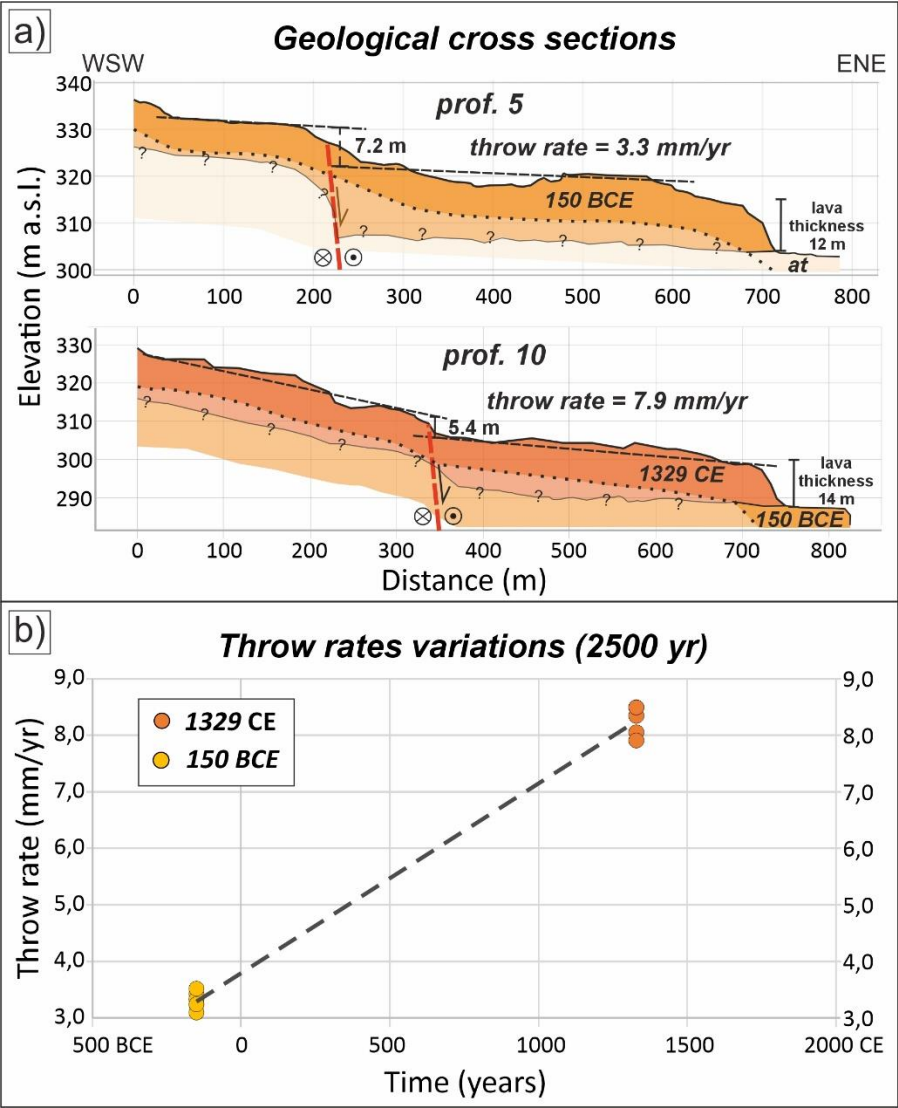 a)
Geological cross sections
WSW
ENE
Elevation (m a.s.l.)
340
330
320
310
300
prof. 5
7.2 m
throw rate = 3.3 mm/yr
150 BCE
lava
thickness
12 m
at
? ? ? ? ? ? ? ? ? ?
0 100 200 300 400 500 600 700 800
330
320
310
300
290
prof. 10
throw rate = 7.9 mm/yr
5.4 m
1329 CE
lava
thickness
14 m
150 BCE
? ? ? ? ? ? ? ? ?
0 100 200 300 400 500 600 700 800
Distance (m)
b)
Throw rates variations (2500 yr)
Throw rate (mm/yr)
9,0 9,0
1329 CE
150 BCE
8,0 8,0
7,0 7,0
6,0 6,0
5,0 5,0
4,0 4,0
3,0 3,0
500 BCE 0 500 1000 1500 2000 CE
Time (years)